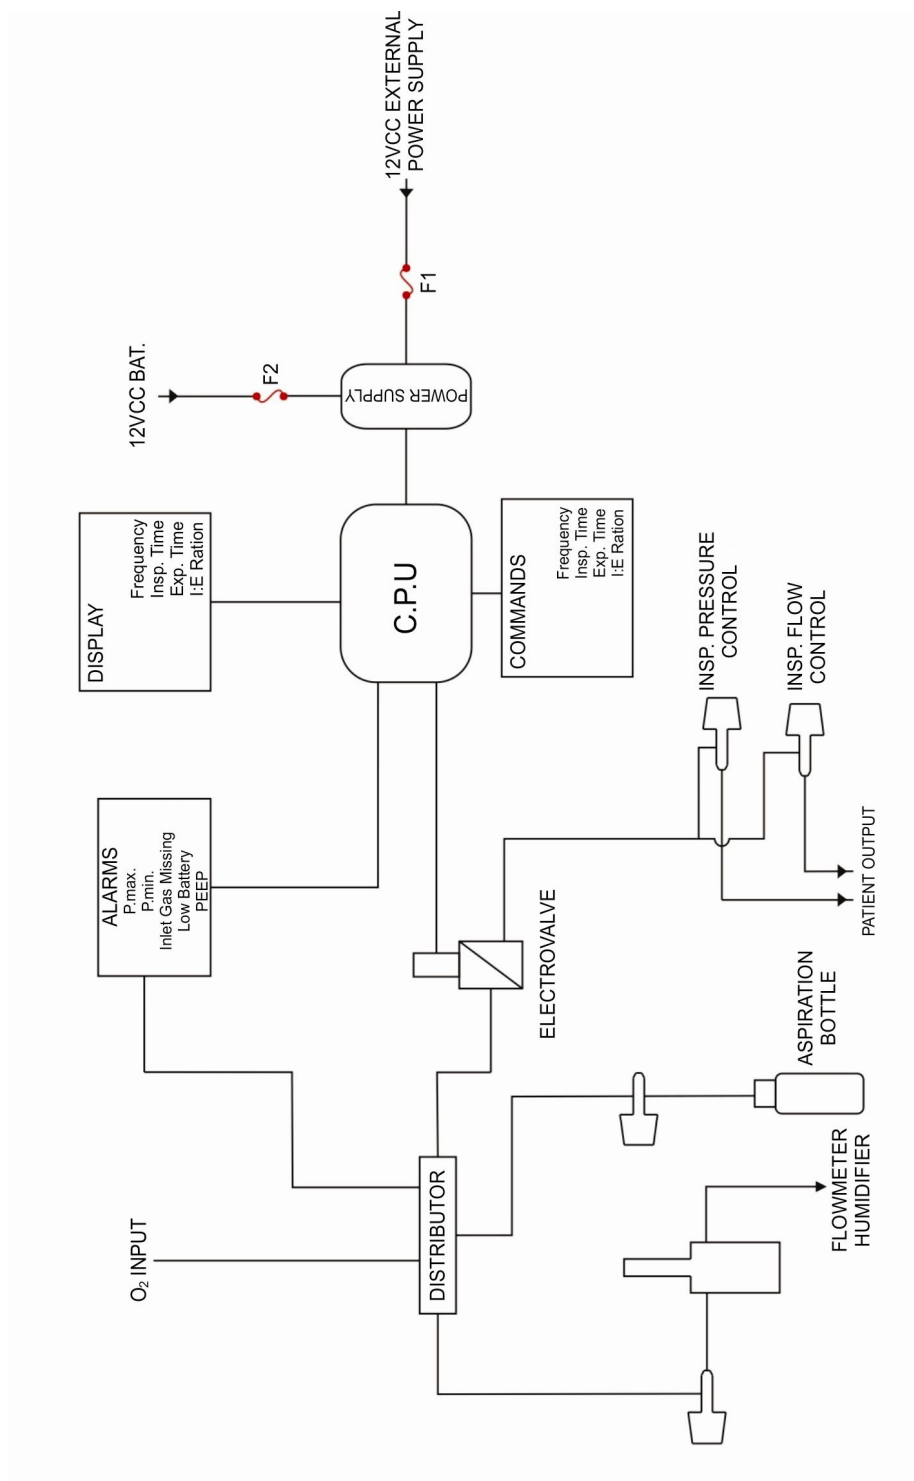 O₂ INPUT
ALARMS
P.max.
P.min.
Inlet Gas Missing
Low Battery
PEEP
DISPLAY
Frequency
Insp. Time
Exp. Time
I:E Ration
12VCC BAT.
F2
12VCC EXTERNAL
POWER SUPPLY
F1
POWER SUPPLY
C.P.U
COMMANDS
Frequency
Insp. Time
Exp. Time
I:E Ration
DISTRIBUTOR
ELECTROVALVE
INSP. PRESSURE
CONTROL
INSP. FLOW
CONTROL
FLOWMETER
HUMIDIFIER
ASPIRATION
BOTTLE
PATIENT OUTPUT